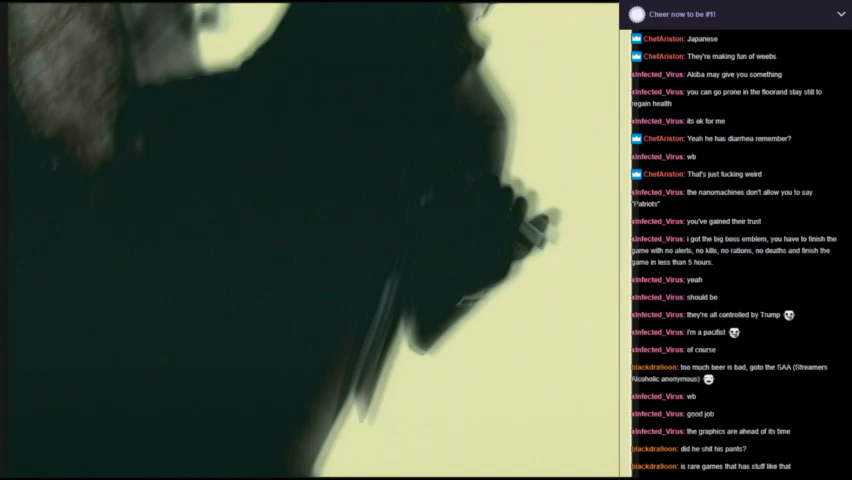 Cheer now to be #1!
ChefAriston: Japanese
ChefAriston: They're making fun of weebs
xInfected_Virus: Akiba may give you something
xInfected_Virus: you can go prone in the floorand stay still to
regain health
xInfected_Virus: its ok for me
ChefAriston: Yeah he has diarrhea remember?
xInfected_Virus: wb
ChefAriston: That's just fucking weird
xInfected_Virus: the nanomachines don't allow you to say
"Patriots"
xInfected_Virus: you've gained their trust
xInfected_Virus: i got the big boss emblem, you have to finish the
game with no alerts, no kills, no rations, no deaths and finish the
game in less than 5 hours.
xInfected_Virus: yeah
xInfected_Virus: should be
xInfected_Virus: they're all controlled by Trump
xInfected_Virus: i'm a pacifist
xInfected_Virus: of course
blackdra9oon: too much beer is bad, goto the SAA (Streamers
Alcoholic anonymous)
xInfected_Virus: wb
xInfected_Virus: good job
xInfected_Virus: the graphics are ahead of its time
blackdra9oon: did he shit his pants?
blackdra9oon: is rare games that has stuff like that